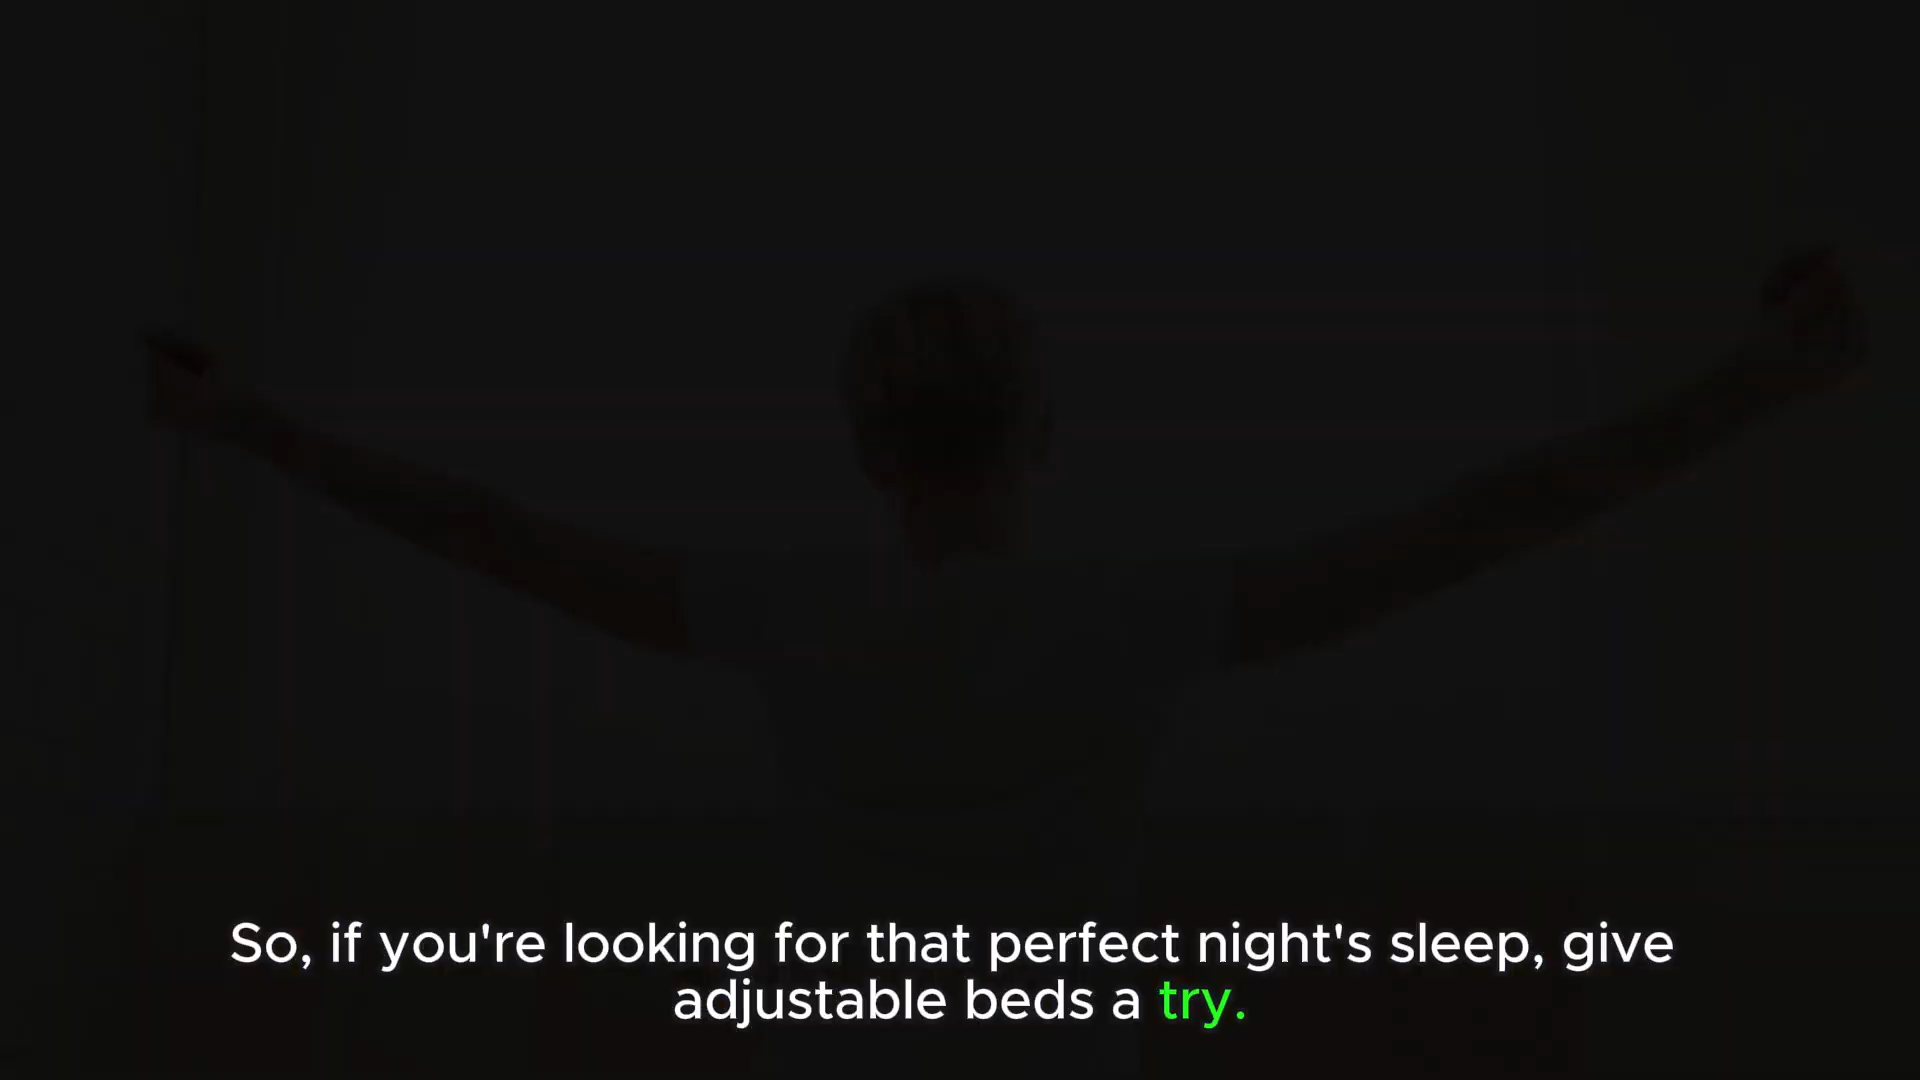 So, if you're looking for that perfect night's sleep, give
adjustable beds a try.